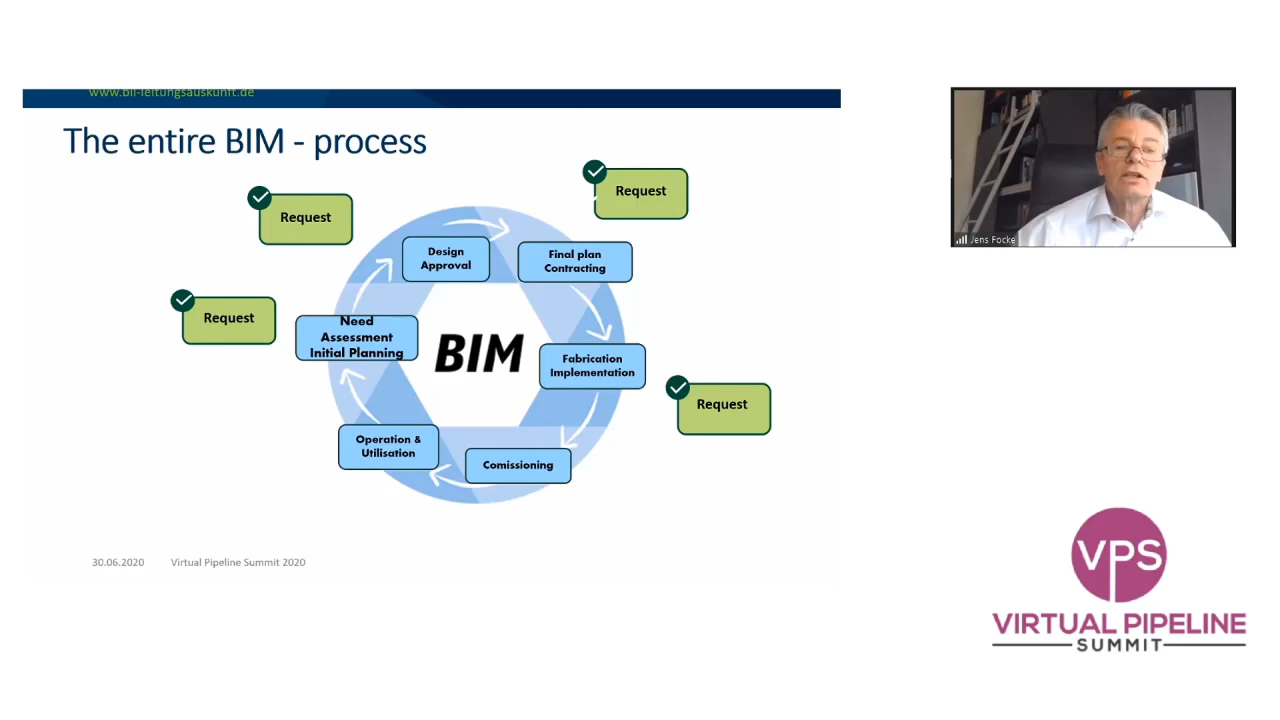 www.bil-leitungsauskunft.de
The entire BIM - process
Request
Request
Request
Request
Design
Approval
Final plan
Contracting
Need
Assessment
Initial Planning
BIM
Fabrication
Implementation
Operation &
Utilisation
Comissioning
30.06.2020
Virtual Pipeline Summit 2020
Jens Focke
VPS
VIRTUAL PIPELINE
SUMMIT